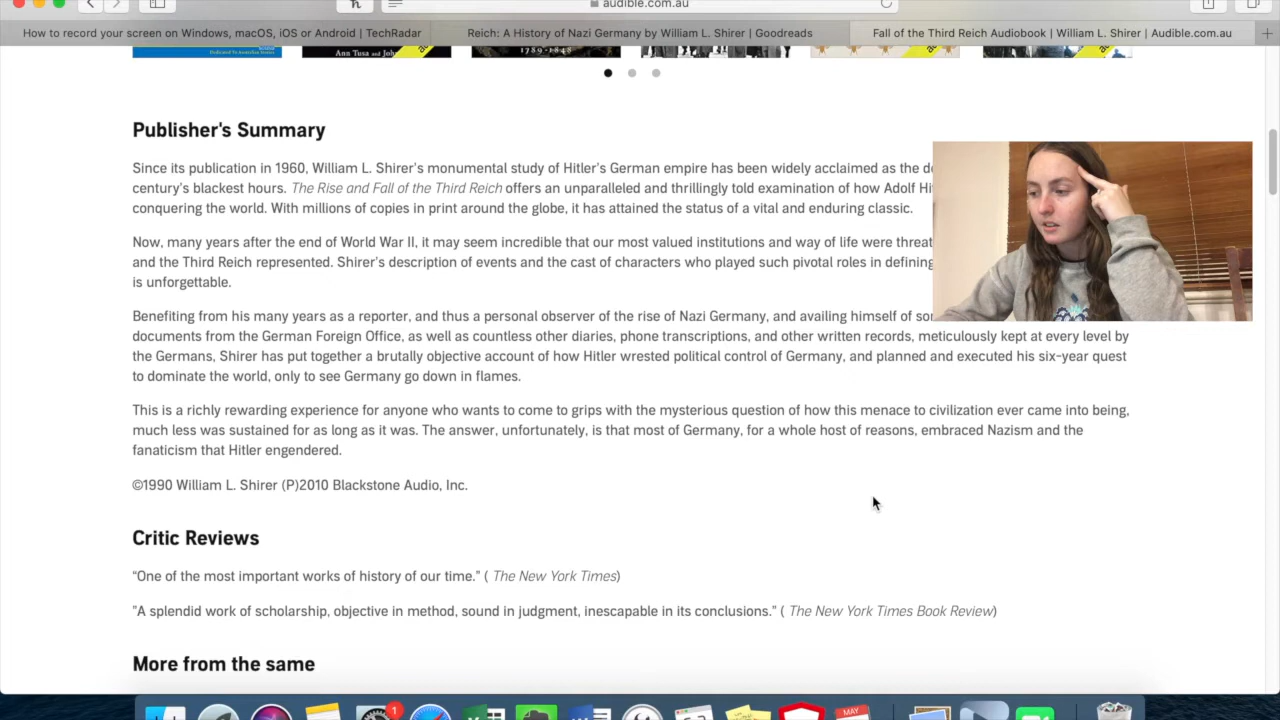 audible.com.au
How to record your screen on Windows, macOS, iOS or Android | TechRadar
Reich: A History of Nazi Germany by William L. Shirer | Goodreads
Fall of the Third Reich Audiobook | William L. Shirer | Audible.com.au
Ann Tusa and John
1789-1848
Publisher's Summary
Since its publication in 1960, William L. Shirer's monumental study of Hitler's German empire has been widely acclaimed as the
century's blackest hours. The Rise and Fall of the Third Reich offers an unparalleled and thrillingly told examination of how Adolf
conquering the world. With millions of copies in print around the globe, it has attained the status of a vital and enduring classic.
Now, many years after the end of World War II, it may seem incredible that our most valued institutions and way of life were
and the Third Reich represented. Shirer's description of events and the cast of characters who played such pivotal roles in defining
is unforgettable.
Benefiting from his many years as a reporter, and thus a personal observer of the rise of Nazi Germany, and availing himself of
documents from the German Foreign Office, as well as countless other diaries, phone transcriptions, and other written records, meticulously kept at every level by
the Germans, Shirer has put together a brutally objective account of how Hitler wrested political control of Germany, and planned and executed his six-year quest
to dominate the world, only to see Germany go down in flames.
This is a richly rewarding experience for anyone who wants to come to grips with the mysterious question of how this menace to civilization ever came into being,
much less was sustained for as long as it was. The answer, unfortunately, is that most of Germany, for a whole host of reasons, embraced Nazism and the
fanaticism that Hitler engendered.
©1990 William L. Shirer (P)2010 Blackstone Audio, Inc.
Critic Reviews
“One of the most important works of history of our time.” ( The New York Times)
"A splendid work of scholarship, objective in method, sound in judgment, inescapable in its conclusions.” ( The New York Times Book Review)
More from the same
1
MAY